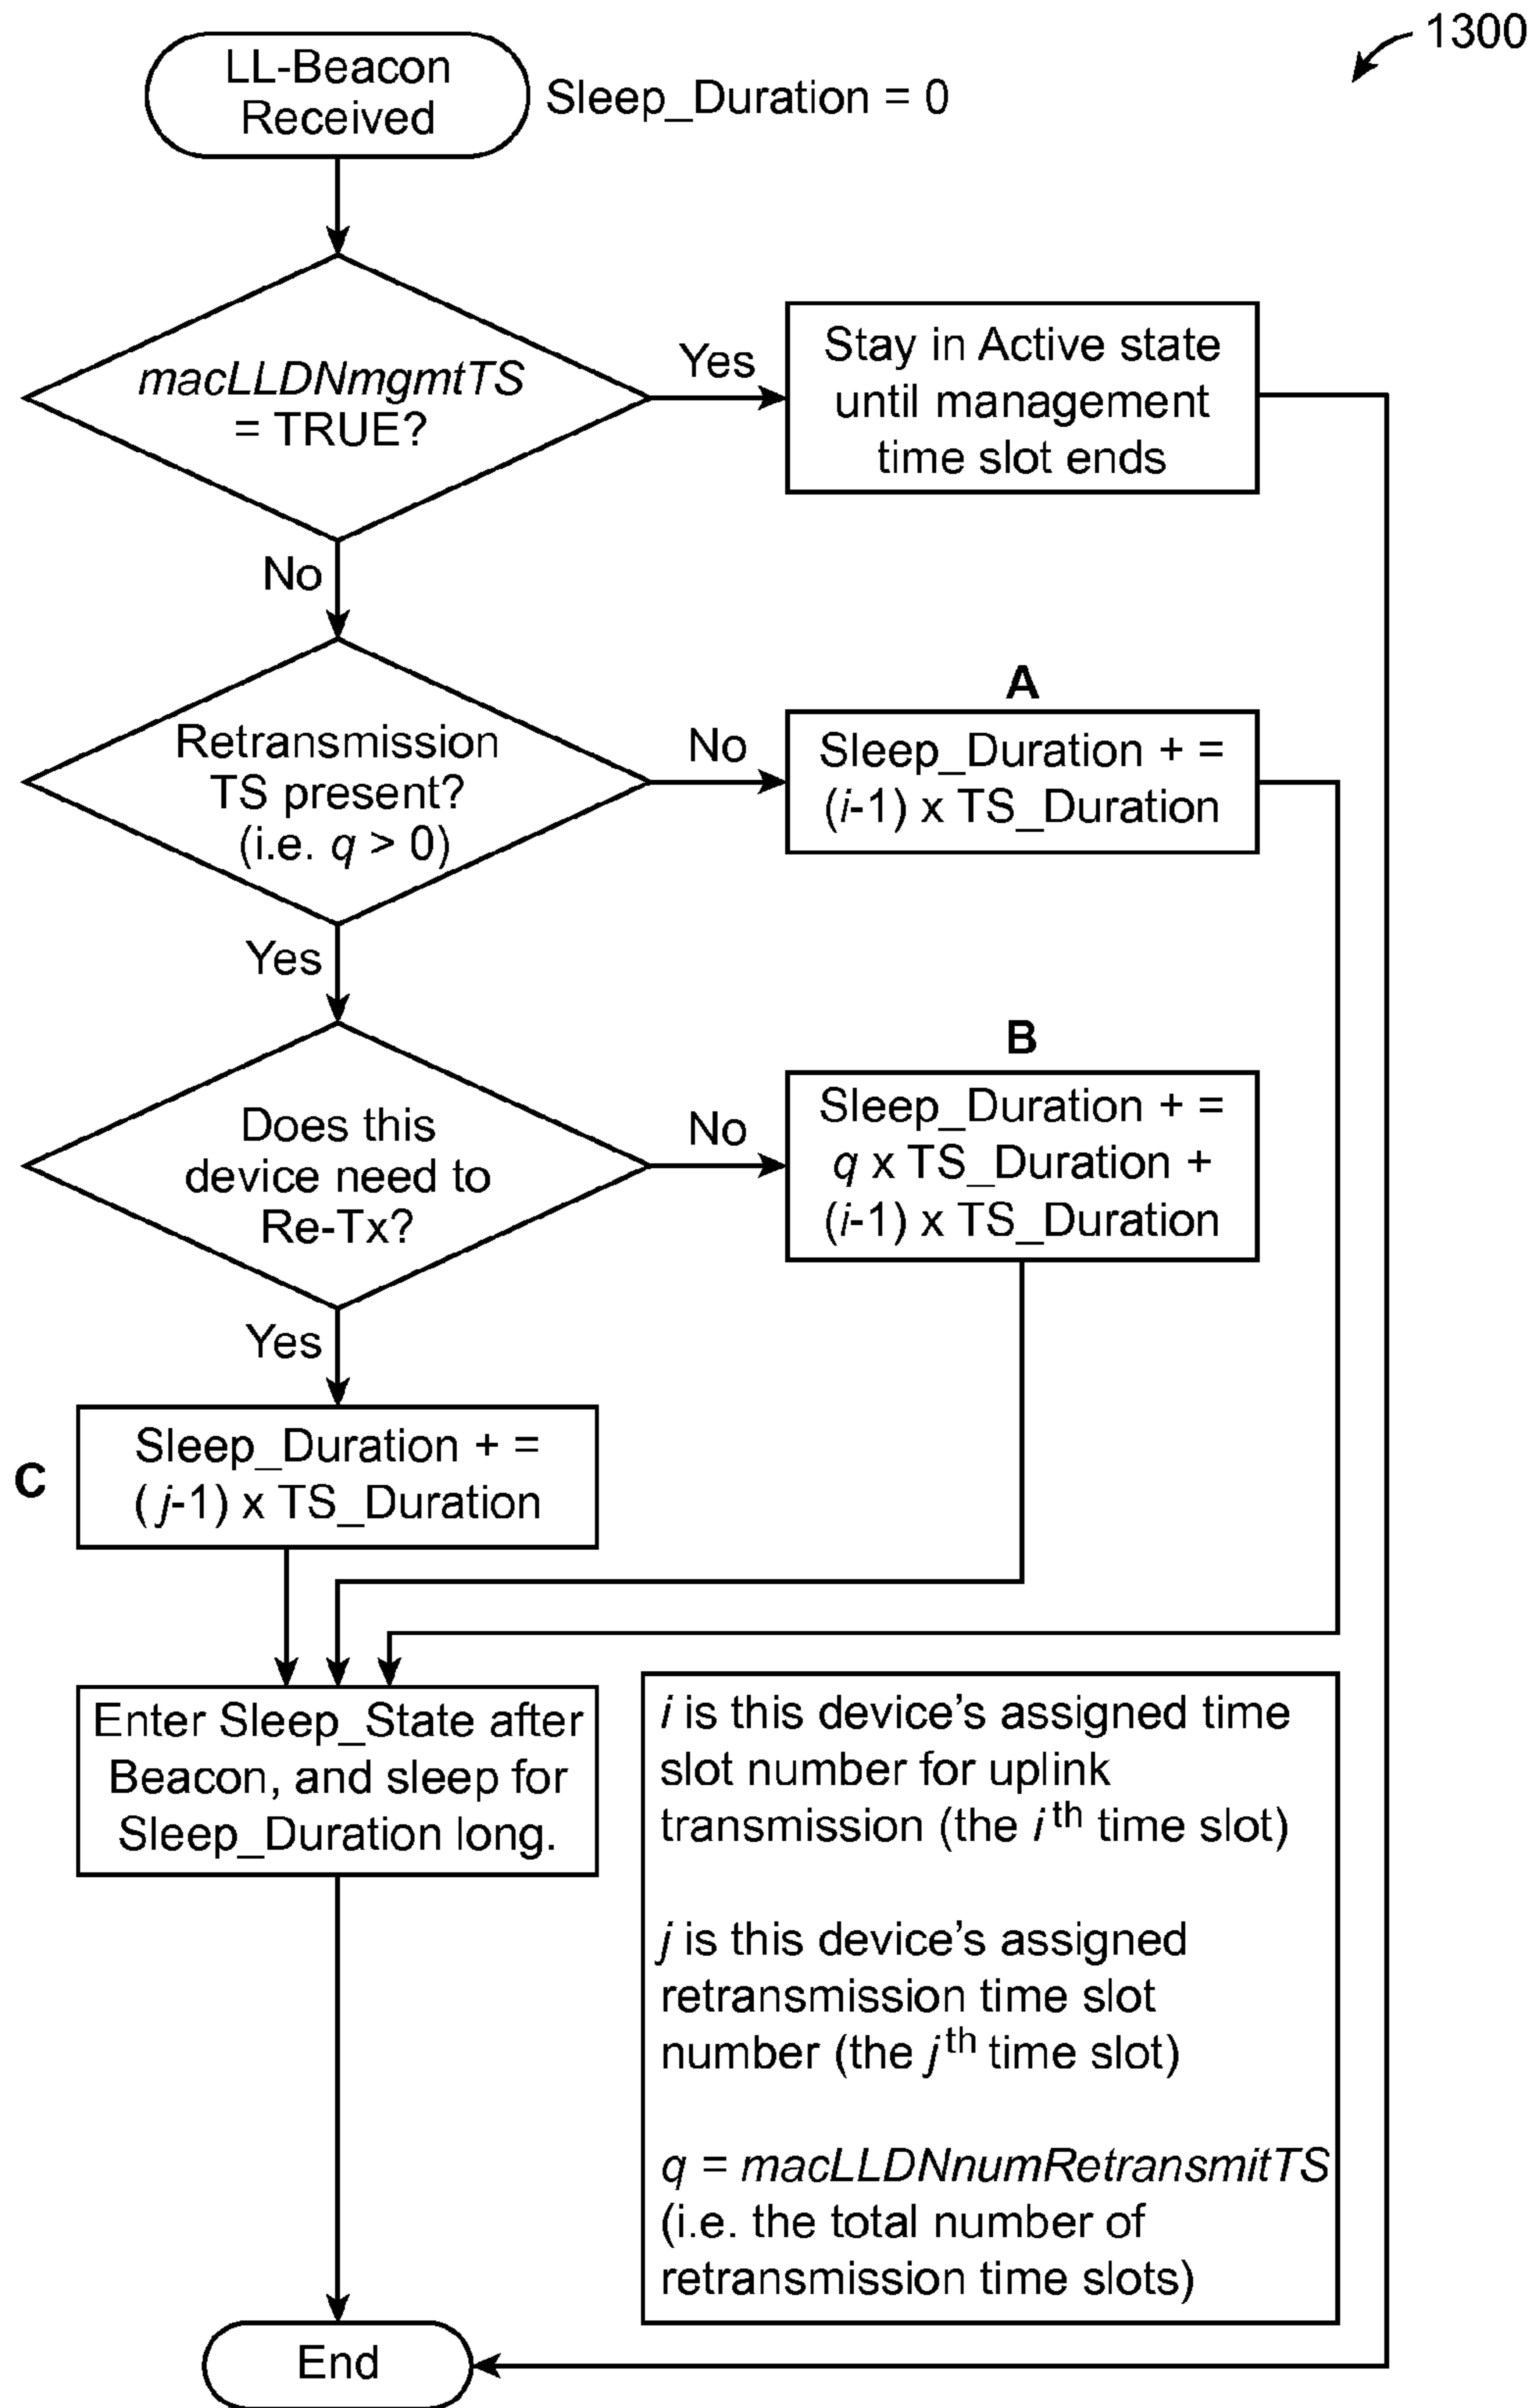 1300
LL-Beacon
Received
Sleep_Duration = 0
macLLDNmgmtTS
= TRUE?
Yes
Stay in Active state
until management
time slot ends
No
Retransmission
TS present?
(i.e. q > 0)
No
A
Sleep_Duration + =
(i-1) x TS_Duration
Yes
Does this
device need to
Re-Tx?
No
B
Sleep_Duration + =
q x TS_Duration +
(i-1) x TS_Duration
Yes
C
Sleep_Duration + =
( j-1) x TS_Duration
Enter Sleep_State after
Beacon, and sleep for
Sleep_Duration long.
i is this device’s assigned time
slot number for uplink
transmission (the i th time slot)
j is this device’s assigned
retransmission time slot
number (the j th time slot)
q = macLLDNnumRetransmitTS
(i.e. the total number of
retransmission time slots)
End